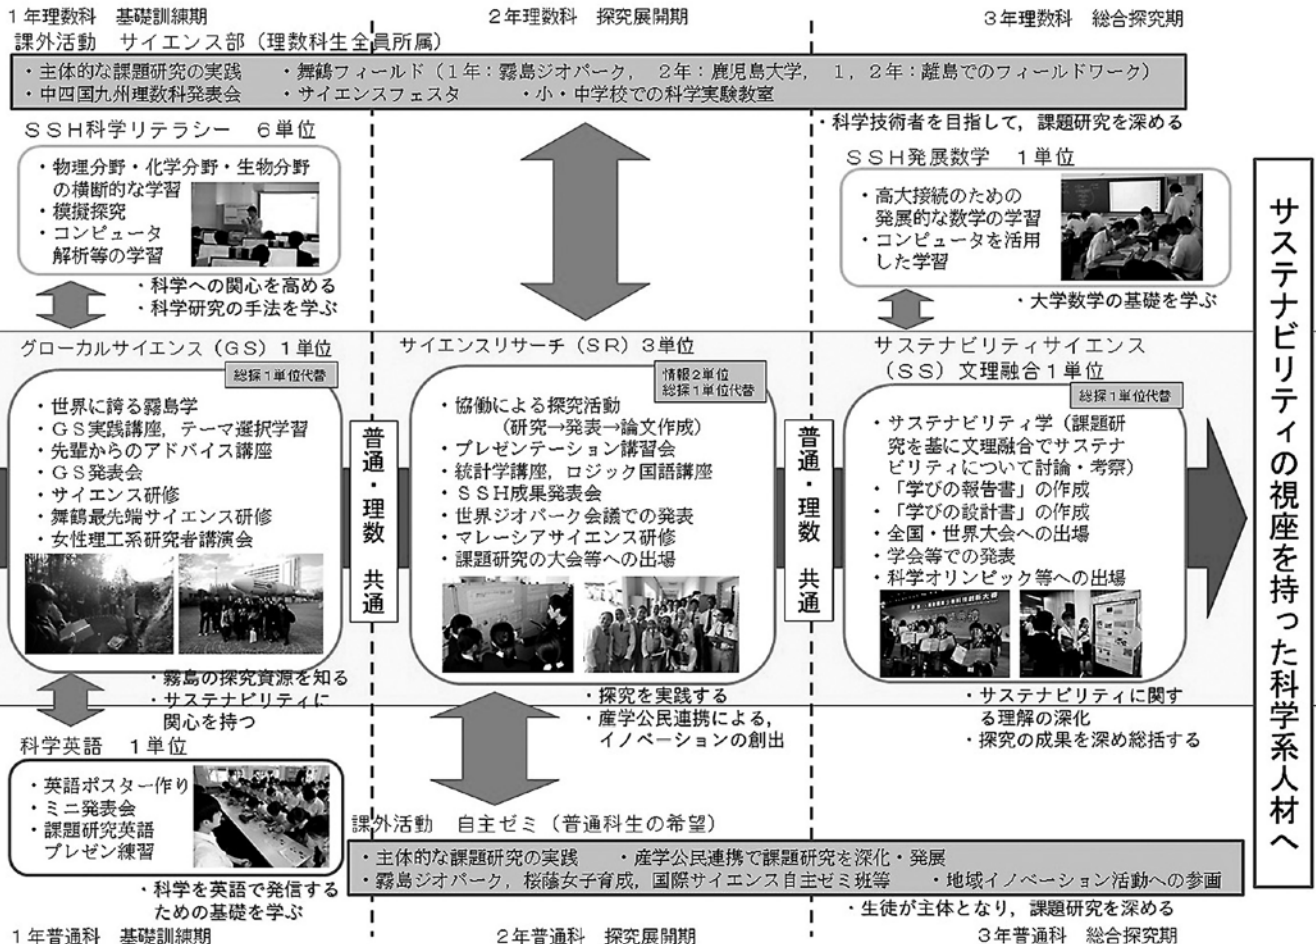 １年理数科　基礎訓練期
２年理数科　探究展開期
３年理数科　総合探究期
課外活動　サイエンス部（理数科生全員所属）
・主体的な課題研究の実践　・舞鶴フィールド（１年：霧島ジオパーク，２年：鹿児島大学，１，２年：離島でのフィールドワーク）
・中四国九州理数科発表会　・サイエンスフェスタ　・小・中学校での科学実験教室
・科学技術者を目指して，課題研究を深める
ＳＳＨ科学リテラシー　６単位
・物理分野・化学分野・生物分野
の横断的な学習
・模擬探究
・コンピュータ
解析等の学習
・科学への関心を高める
・科学研究の手法を学ぶ
ＳＳＨ発展数学　１単位
・高大接続のための
発展的な数学の学習
・コンピュータを活用
した学習
・大学数学の基礎を学ぶ
グローカルサイエンス（ＧＳ）１単位
総探１単位代替
・世界に誇る霧島学
・ＧＳ実践講座，テーマ選択学習
・先輩からのアドバイス講座
・ＧＳ発表会
・サイエンス研修
・舞鶴最先端サイエンス研修
・女性理工系研究者講演会
・霧島の探究資源を知る
・サステナビリティに
関心を持つ
普通・理数　共通
サイエンスリサーチ（ＳＲ）３単位
情報２単位
総探１単位代替
・協働による探究活動
（研究→発表→論文作成）
・プレゼンテーション講習会
・統計学講座，ロジック国語講座
・ＳＳＨ成果発表会
・世界ジオパーク会議での発表
・マレーシアサイエンス研修
・課題研究の大会等への出場
・探究を実践する
・産学公民連携による，
イノベーションの創出
普通・理数　共通
サステナビリティサイエンス
（ＳＳ）文理融合１単位
総探１単位代替
・サステナビリティ学（課題研
究を基に文理融合でサステナ
ビリティについて討論・考察）
・「学びの報告書」の作成
・「学びの設計書」の作成
・全国・世界大会への出場
・学会等での発表
・科学オリンピック等への出場
・サステナビリティに関す
る理解の深化
・探究の成果を深め総括する
サステナビリティの視座を持った科学系人材へ
科学英語　１単位
・英語ポスター作り
・ミニ発表会
・課題研究英語
プレゼン練習
・科学を英語で発信する
ための基礎を学ぶ
課外活動　自主ゼミ（普通科生の希望）
・主体的な課題研究の実践　・産学公民連携で課題研究を深化・発展
・霧島ジオパーク，桜蔭女子育成，国際サイエンス自主ゼミ班等　・地域イノベーション活動への参画
・生徒が主体となり，課題研究を深める
１年普通科　基礎訓練期
２年普通科　探究展開期
３年普通科　総合探究期